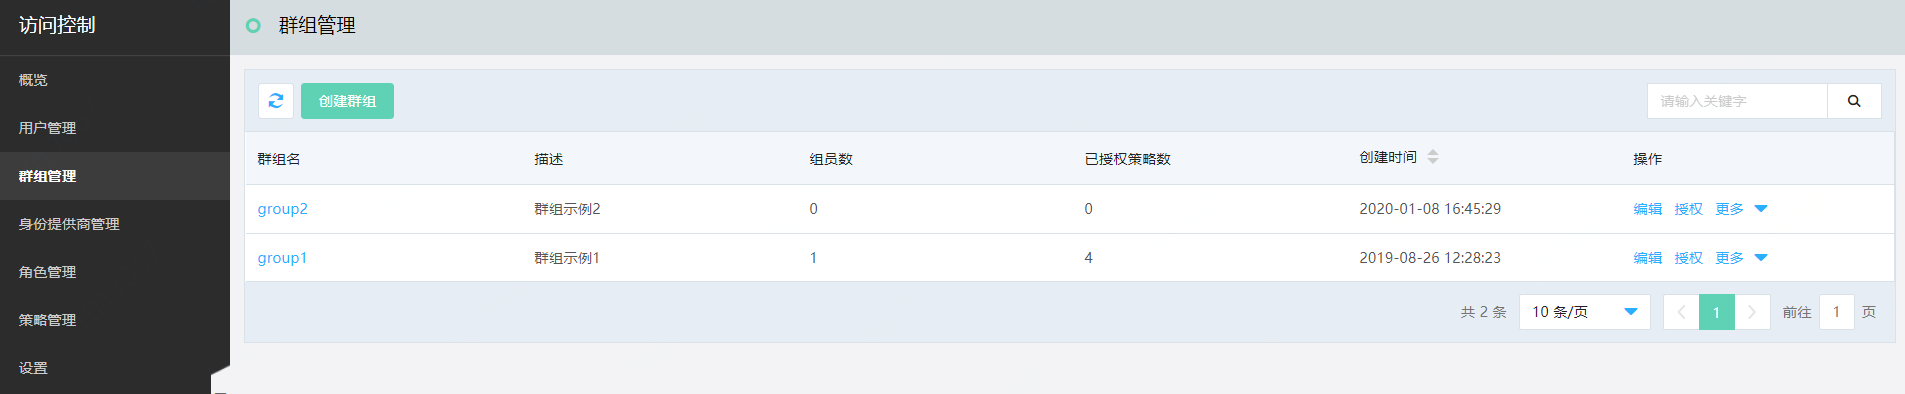 访问控制
概览
用户管理
群组管理
身份提供商管理
角色管理
策略管理
设置
群组管理
创建群组
请输入关键字
群组名 描述 组员数 已授权策略数 创建时间 操作
group2 群组示例2 0 0 2020-01-08 16:45:29 编辑 授权 更多
group1 群组示例1 1 4 2019-08-26 12:28:23 编辑 授权 更多
共 2 条 10 条/页 1 前往 1 页